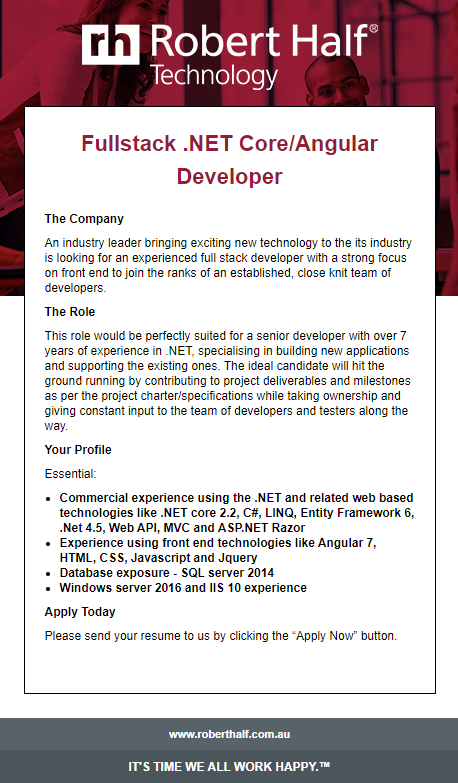 rh Robert Half®
Technology
Fullstack .NET Core/Angular
Developer
The Company
An industry leader bringing exciting new technology to the its industry
is looking for an experienced full stack developer with a strong focus
on front end to join the ranks of an established, close knit team of
developers.
The Role
This role would be perfectly suited for a senior developer with over 7
years of experience in .NET, specialising in building new applications
and supporting the existing ones. The ideal candidate will hit the
ground running by contributing to project deliverables and milestones
as per the project charter/specifications while taking ownership and
giving constant input to the team of developers and testers along the
way.
Your Profile
Essential:
• Commercial experience using the .NET and related web based
technologies like .NET core 2.2, C#, LINQ, Entity Framework 6,
.Net 4.5, Web API, MVC and ASP.NET Razor
• Experience using front end technologies like Angular 7,
HTML, CSS, Javascript and Jquery
• Database exposure - SQL server 2014
• Windows server 2016 and IIS 10 experience
Apply Today
Please send your resume to us by clicking the “Apply Now” button.
www.roberthalf.com.au
IT'S TIME WE ALL WORK HAPPY.™